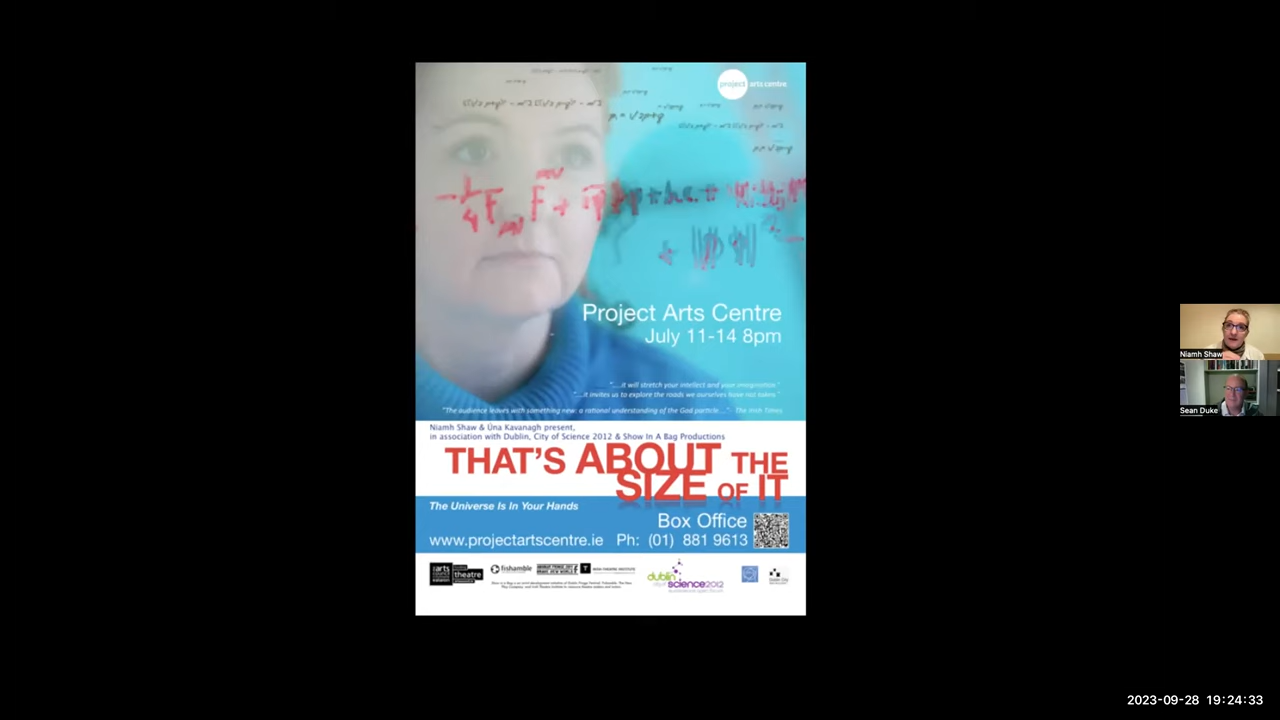 project arts centre
Project Arts Centre
July 11-14 8pm
"....it will stretch your intellect and your imagination."
"....it invites us to explore the roads we ourselves have not taken."
"The audience leaves with something new: a rational understanding of the God particle...." - The Irish Times
Niamh Shaw & Úna Kavanagh present,
in association with Dublin, City of Science 2012 & Show In A Bag Productions
THAT'S ABOUT THE
SIZE OF IT
The Universe Is In Your Hands
Box Office
www.projectartscentre.ie Ph: (01) 881 9613
arts
council
theatre
fishamble
dublin
science2012
Niamh Shaw
Sean Duke
2023-09-28 19:24:33